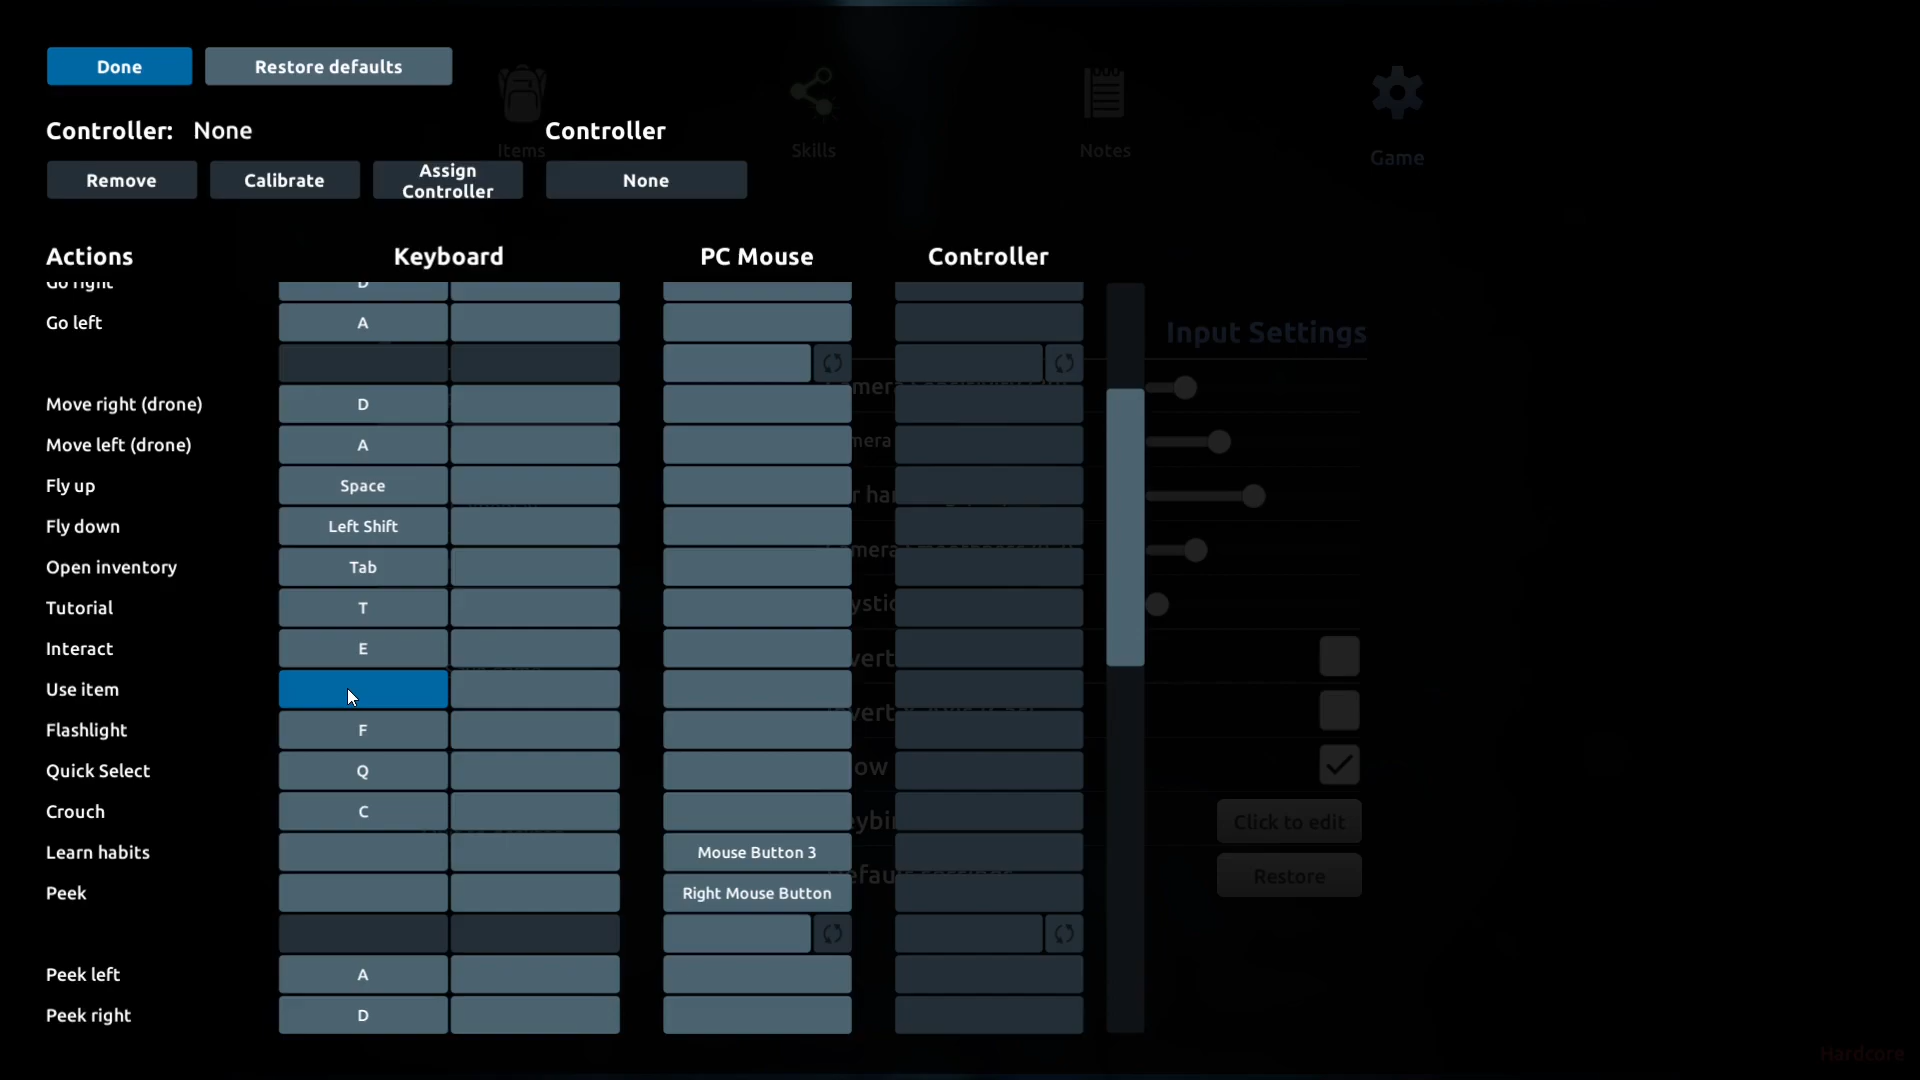 Done
Restore defaults
Items
Skills
Notes
Game
Controller: None
Controller
Remove
Calibrate
Assign
Controller
None
Actions
Keyboard
PC Mouse
Controller
Go right
D
Go left
A
Input Settings
Move right (drone)
D
Move left (drone)
A
Fly up
Space
Fly down
Left Shift
Open inventory
Tab
Tutorial
T
Interact
E
Use item
Flashlight
F
Quick Select
Q
Crouch
C
Click to edit
Learn habits
Mouse Button 3
Restore
Peek
Right Mouse Button
Peek left
A
Peek right
D
Hardcore